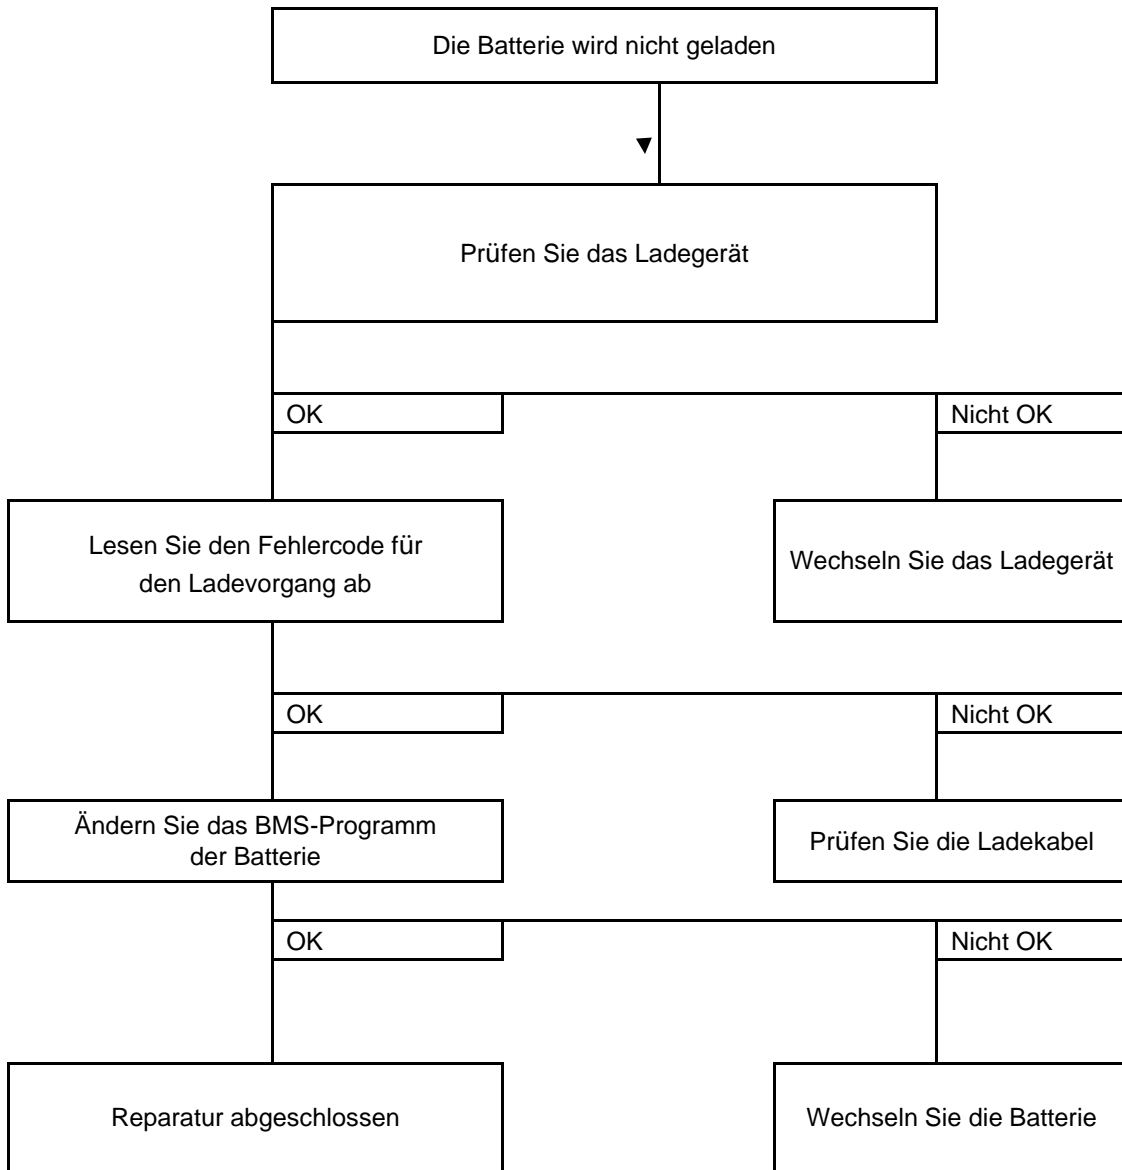 Die Batterie wird nicht geladen
Prüfen Sie das Ladegerät
OK
Nicht OK
Lesen Sie den Fehlercode für
den Ladevorgang ab
Wechseln Sie das Ladegerät
OK
Nicht OK
Ändern Sie das BMS-Programm
der Batterie
Prüfen Sie die Ladekabel
OK
Nicht OK
Reparatur abgeschlossen
Wechseln Sie die Batterie